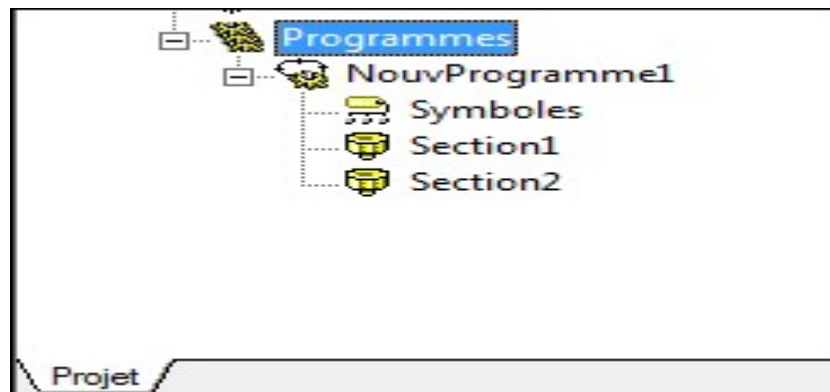 Programmes
NouvProgramme1
Symboles
Section1
Section2
Projet